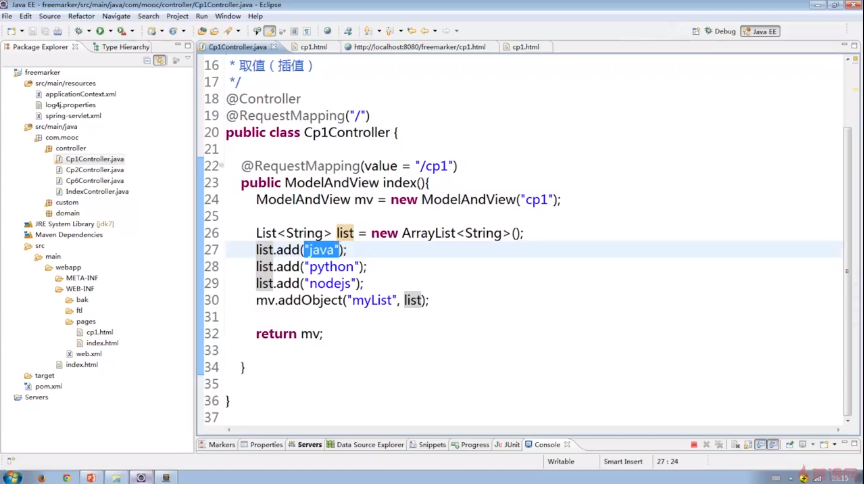 Java EE - freemarker/src/main/java/com/mooc/controller/Cp1Controller.java - Eclipse
File Edit Source Refactor Navigate Search Project Run Window Help
Debug Java EE
Package Explorer Type Hierarchy
Cp1Controller.java cp1.html http://localhost:8080/freemarker/cp1.html cp1.html
freemarker
src/main/resources
applicationContext.xml
log4j.properties
spring-servlet.xml
src/main/java
com.mooc
controller
Cp1Controller.java
Cp2Controller.java
Cp6Controller.java
IndexController.java
custom
domain
JRE System Library [jdk7]
Maven Dependencies
src
main
webapp
META-INF
WEB-INF
bak
ftl
pages
cp1.html
index.html
web.xml
index.html
target
pom.xml
Servers
16 * 取值（插值）
17 */
18 @Controller
19 @RequestMapping("/")
20 public class Cp1Controller {
21
22 @RequestMapping(value = "/cp1")
23 public ModelAndView index(){
24 ModelAndView mv = new ModelAndView("cp1");
25
26 List<String> list = new ArrayList<String>();
27 list.add("java");
28 list.add("python");
29 list.add("nodejs");
30 mv.addObject("myList", list);
31
32 return mv;
33
34 }
35
36 }
37
Markers Properties Servers Data Source Explorer Snippets Progress JUnit Console
Writable Smart Insert 27 : 24